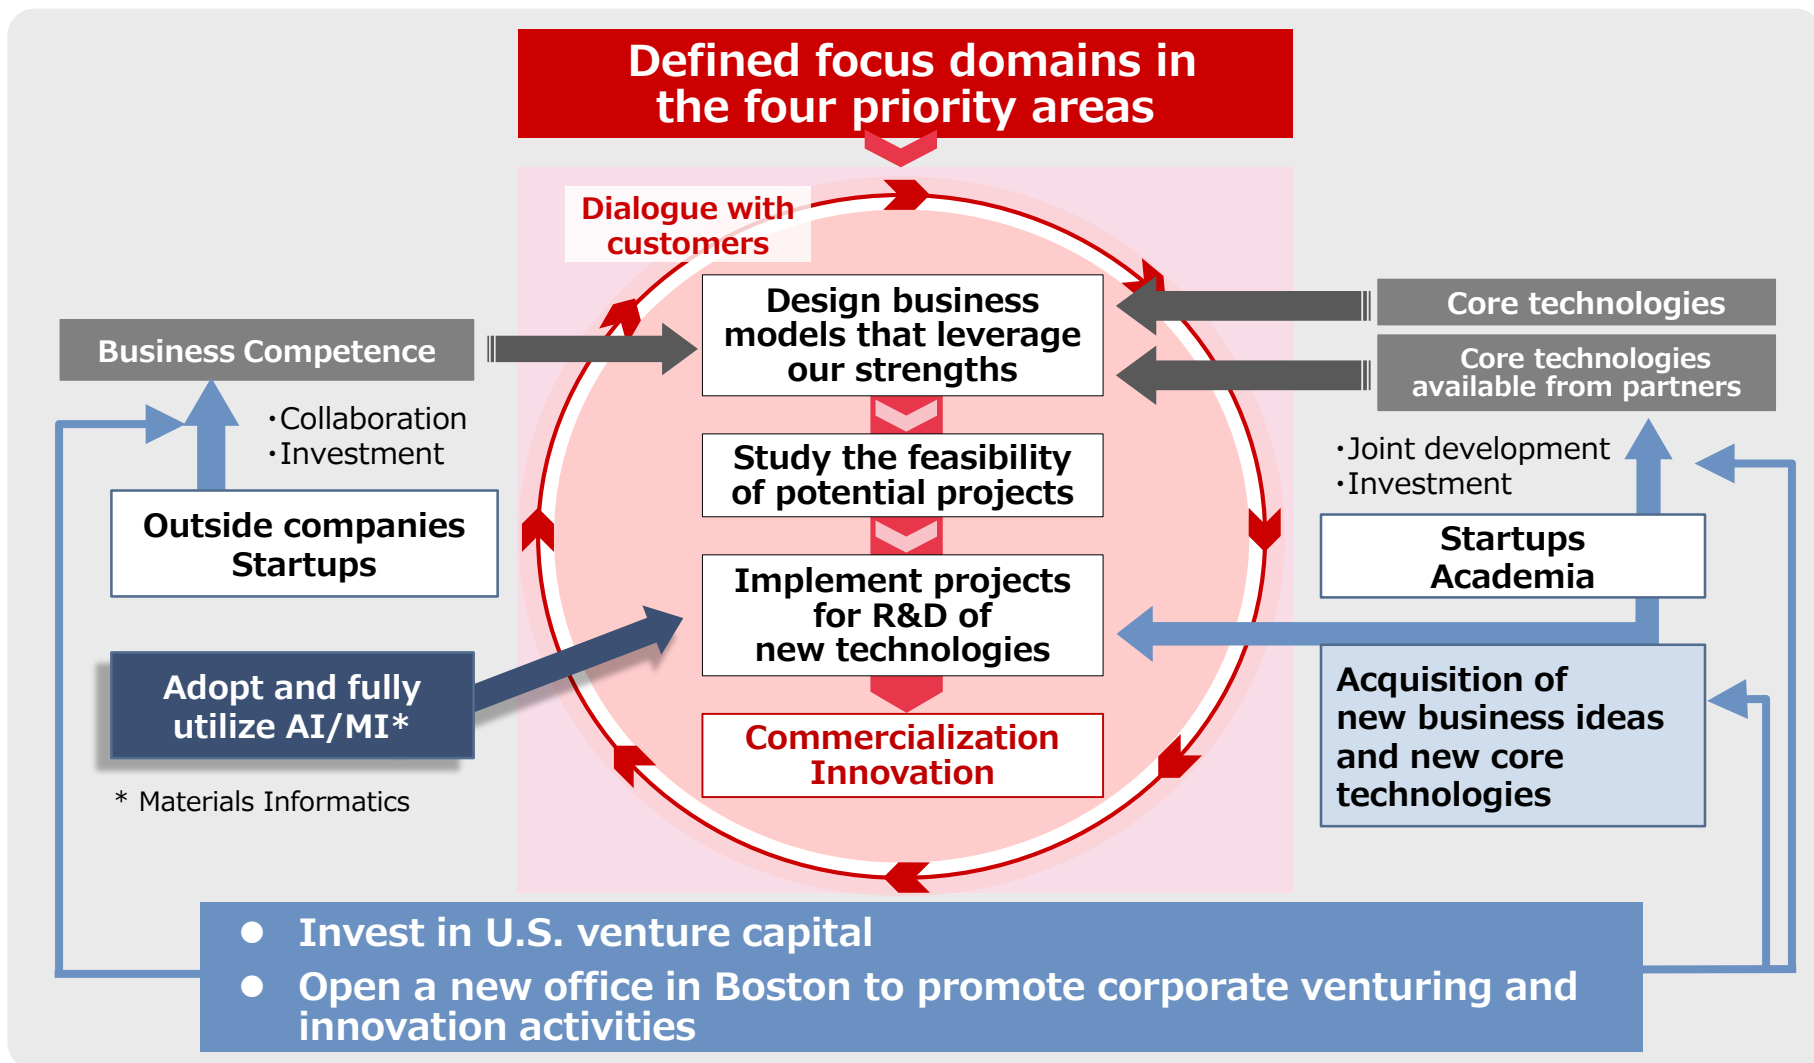 Defined focus domains in
the four priority areas
Dialogue with
customers
Design business
models that leverage
our strengths
Study the feasibility
of potential projects
Implement projects
for R&D of
new technologies
Commercialization
Innovation
Business Competence
・Collaboration
・Investment
Outside companies
Startups
Adopt and fully
utilize AI/MI*
* Materials Informatics
Core technologies
Core technologies
available from partners
・Joint development
・Investment
Startups
Academia
Acquisition of
new business ideas
and new core
technologies
● Invest in U.S. venture capital
● Open a new office in Boston to promote corporate venturing and
innovation activities